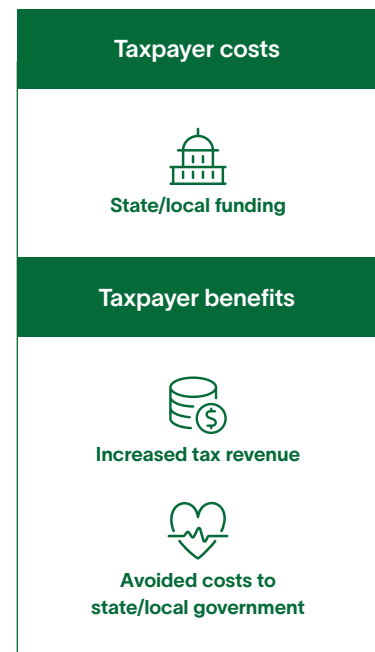 Taxpayer costs
State/local funding
Taxpayer benefits
$
Increased tax revenue
Avoided costs to
state/local government